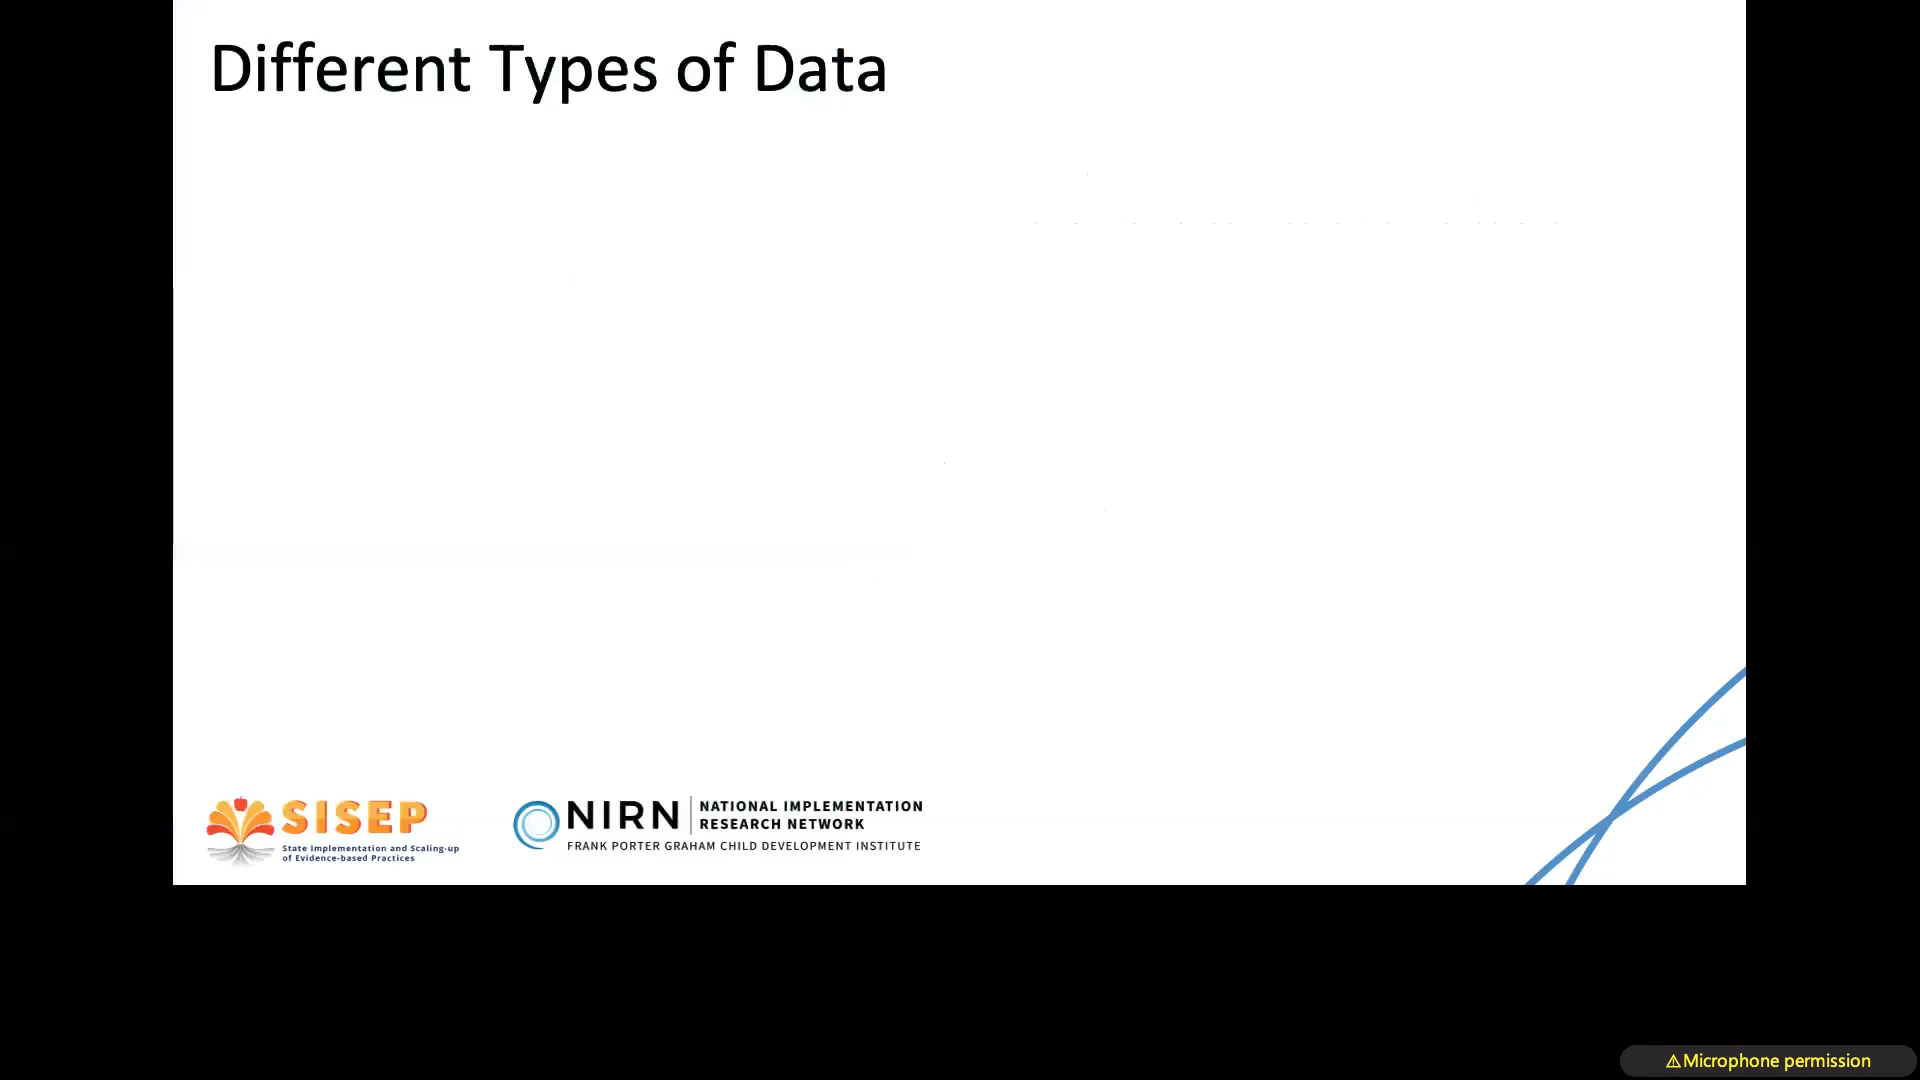 Different Types of Data
SISEP
State Implementation and Scaling-up
of Evidence-based Practices
NIRN
NATIONAL IMPLEMENTATION
RESEARCH NETWORK
FRANK PORTER GRAHAM CHILD DEVELOPMENT INSTITUTE
⚠Microphone permission